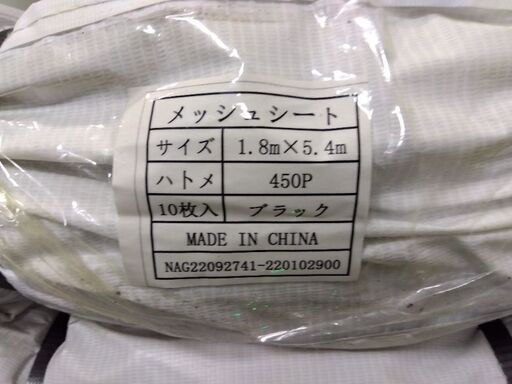 メッシュシート
サイズ 1.8m×5.4m
ハトメ 450P
10枚入 ブラック
MADE IN CHINA
NAG22092741-220102900